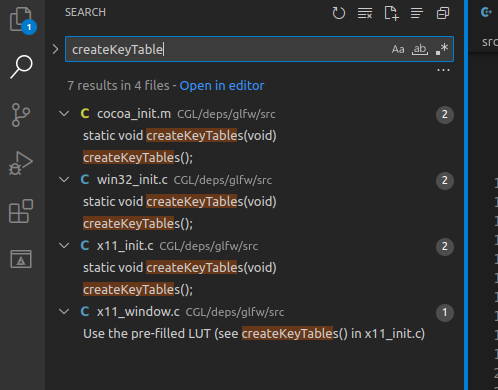 SEARCH
1
createKeyTable
Aa ab .*
...
7 results in 4 files - Open in editor
C cocoa_init.m CGL/deps/glfw/src 2
static void createKeyTables(void)
createKeyTables();
C win32_init.c CGL/deps/glfw/src 2
static void createKeyTables(void)
createKeyTables();
C x11_init.c CGL/deps/glfw/src 2
static void createKeyTables(void)
createKeyTables();
C x11_window.c CGL/deps/glfw/src 1
Use the pre-filled LUT (see createKeyTables() in x11_init.c)
src